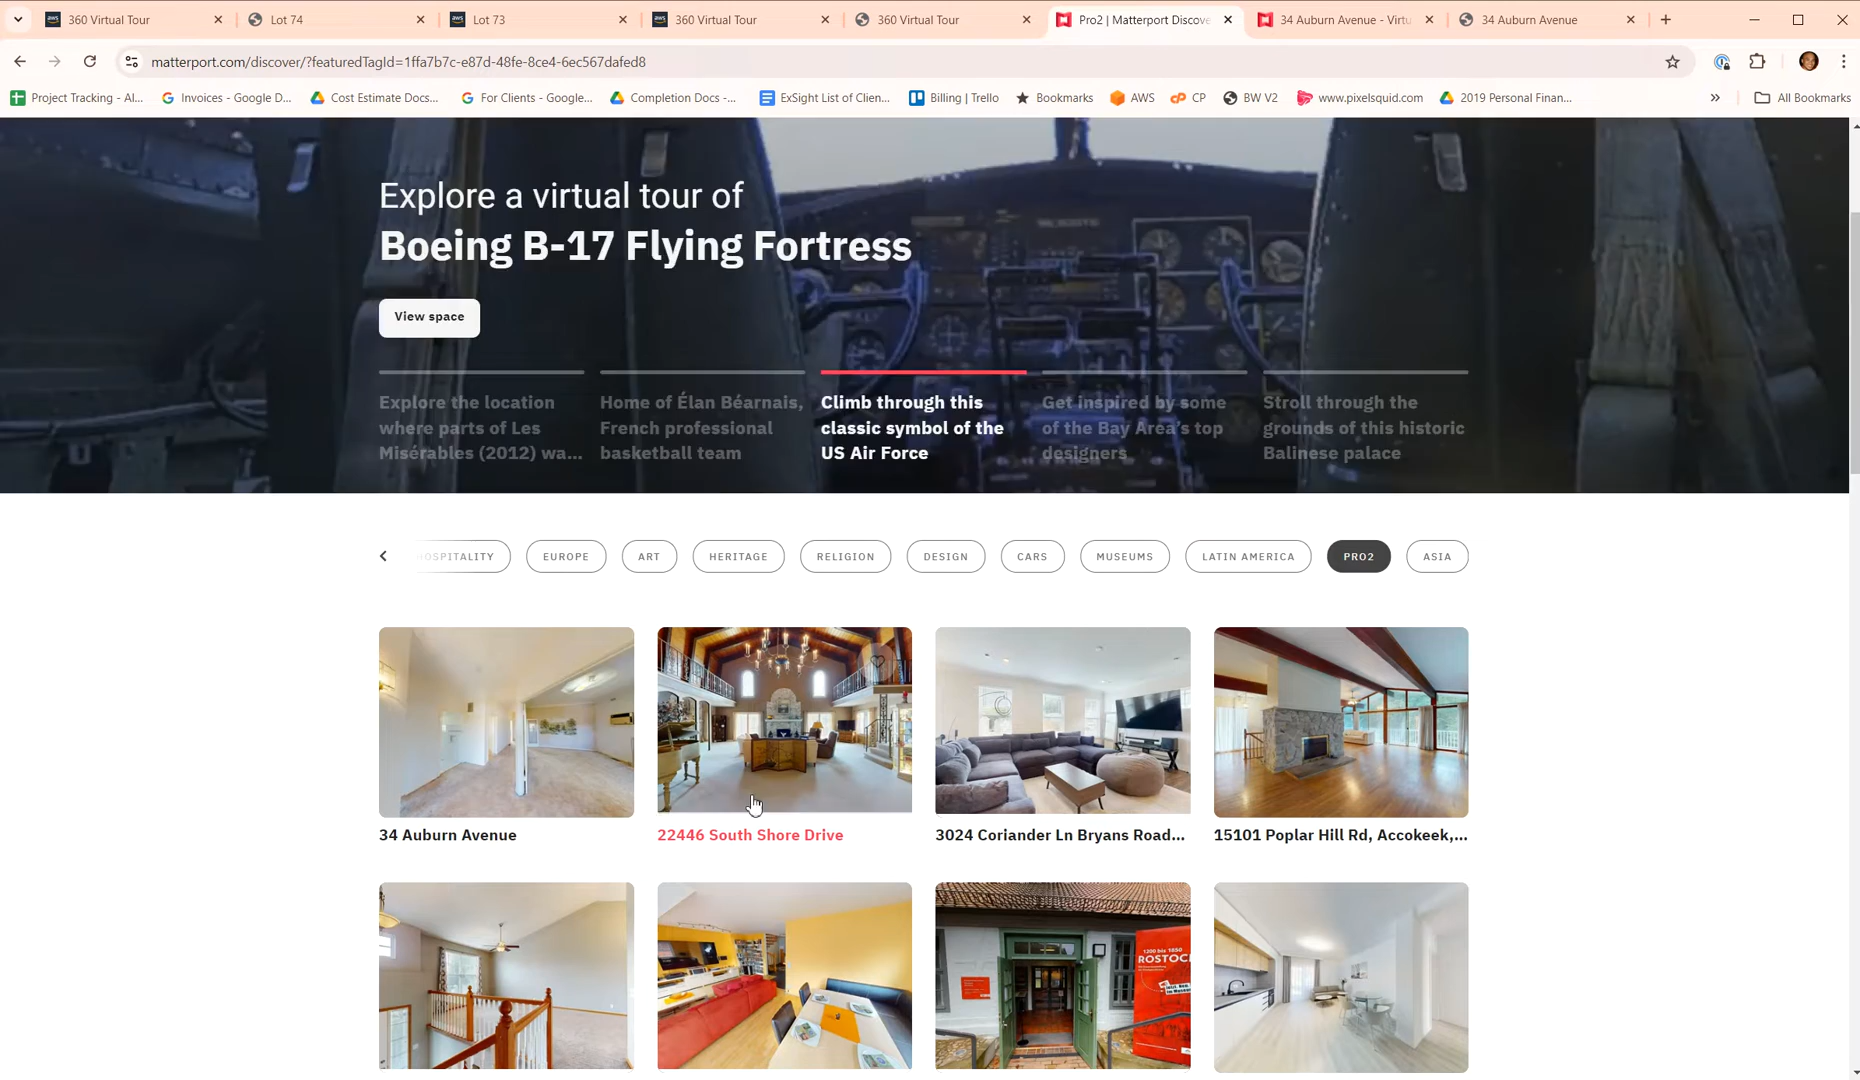 360 Virtual Tour
Lot 74
Lot 73
360 Virtual Tour
360 Virtual Tour
Pro2 | Matterport Discove
34 Auburn Avenue - Virtu
34 Auburn Avenue
matterport.com/discover/?featuredTagId=1ffa7b7c-e87d-48fe-8ce4-6ec567dafed8
Project Tracking - Al...
Invoices - Google D...
Cost Estimate Docs...
For Clients - Google...
Completion Docs -...
ExSight List of Clien...
Billing | Trello
Bookmarks
AWS
CP
BW V2
www.pixelsquid.com
2019 Personal Finan...
All Bookmarks
Explore a virtual tour of
Boeing B-17 Flying Fortress
View space
Explore the location
where parts of Les
Misérables (2012) wa...
Home of Élan Béarnais,
French professional
basketball team
Climb through this
classic symbol of the
US Air Force
Get inspired by some
of the Bay Area's top
designers
Stroll through the
grounds of this historic
Balinese palace
OSPITALITY
EUROPE
ART
HERITAGE
RELIGION
DESIGN
CARS
MUSEUMS
LATIN AMERICA
PRO2
ASIA
34 Auburn Avenue
22446 South Shore Drive
3024 Coriander Ln Bryans Road...
15101 Poplar Hill Rd, Accokeek,...
1200 bis 1850
ROSTOC